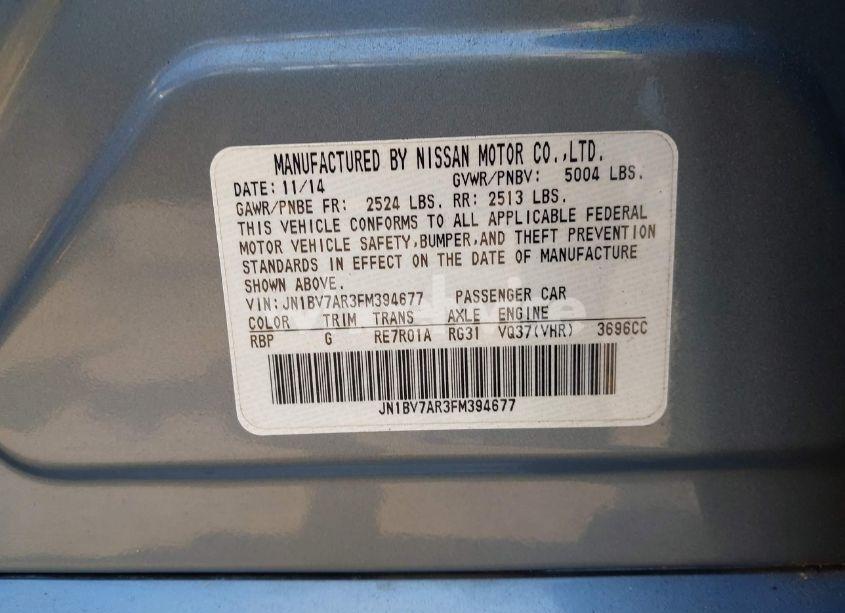 MANUFACTURED BY NISSAN MOTOR CO.,LTD.
DATE: 11/14 GVWR/PNBV: 5004 LBS.
GAWR/PNBE FR: 2524 LBS. RR: 2513 LBS.
THIS VEHICLE CONFORMS TO ALL APPLICABLE FEDERAL
MOTOR VEHICLE SAFETY,BUMPER,AND THEFT PREVENTION
STANDARDS IN EFFECT ON THE DATE OF MANUFACTURE
SHOWN ABOVE.
VIN:JN1BV7AR3FM394677 PASSENGER CAR
COLOR TRIM TRANS AXLE ENGINE
RBP G RE7R01A RG31 VQ37(VHR) 3696CC
JN1BV7AR3FM394677